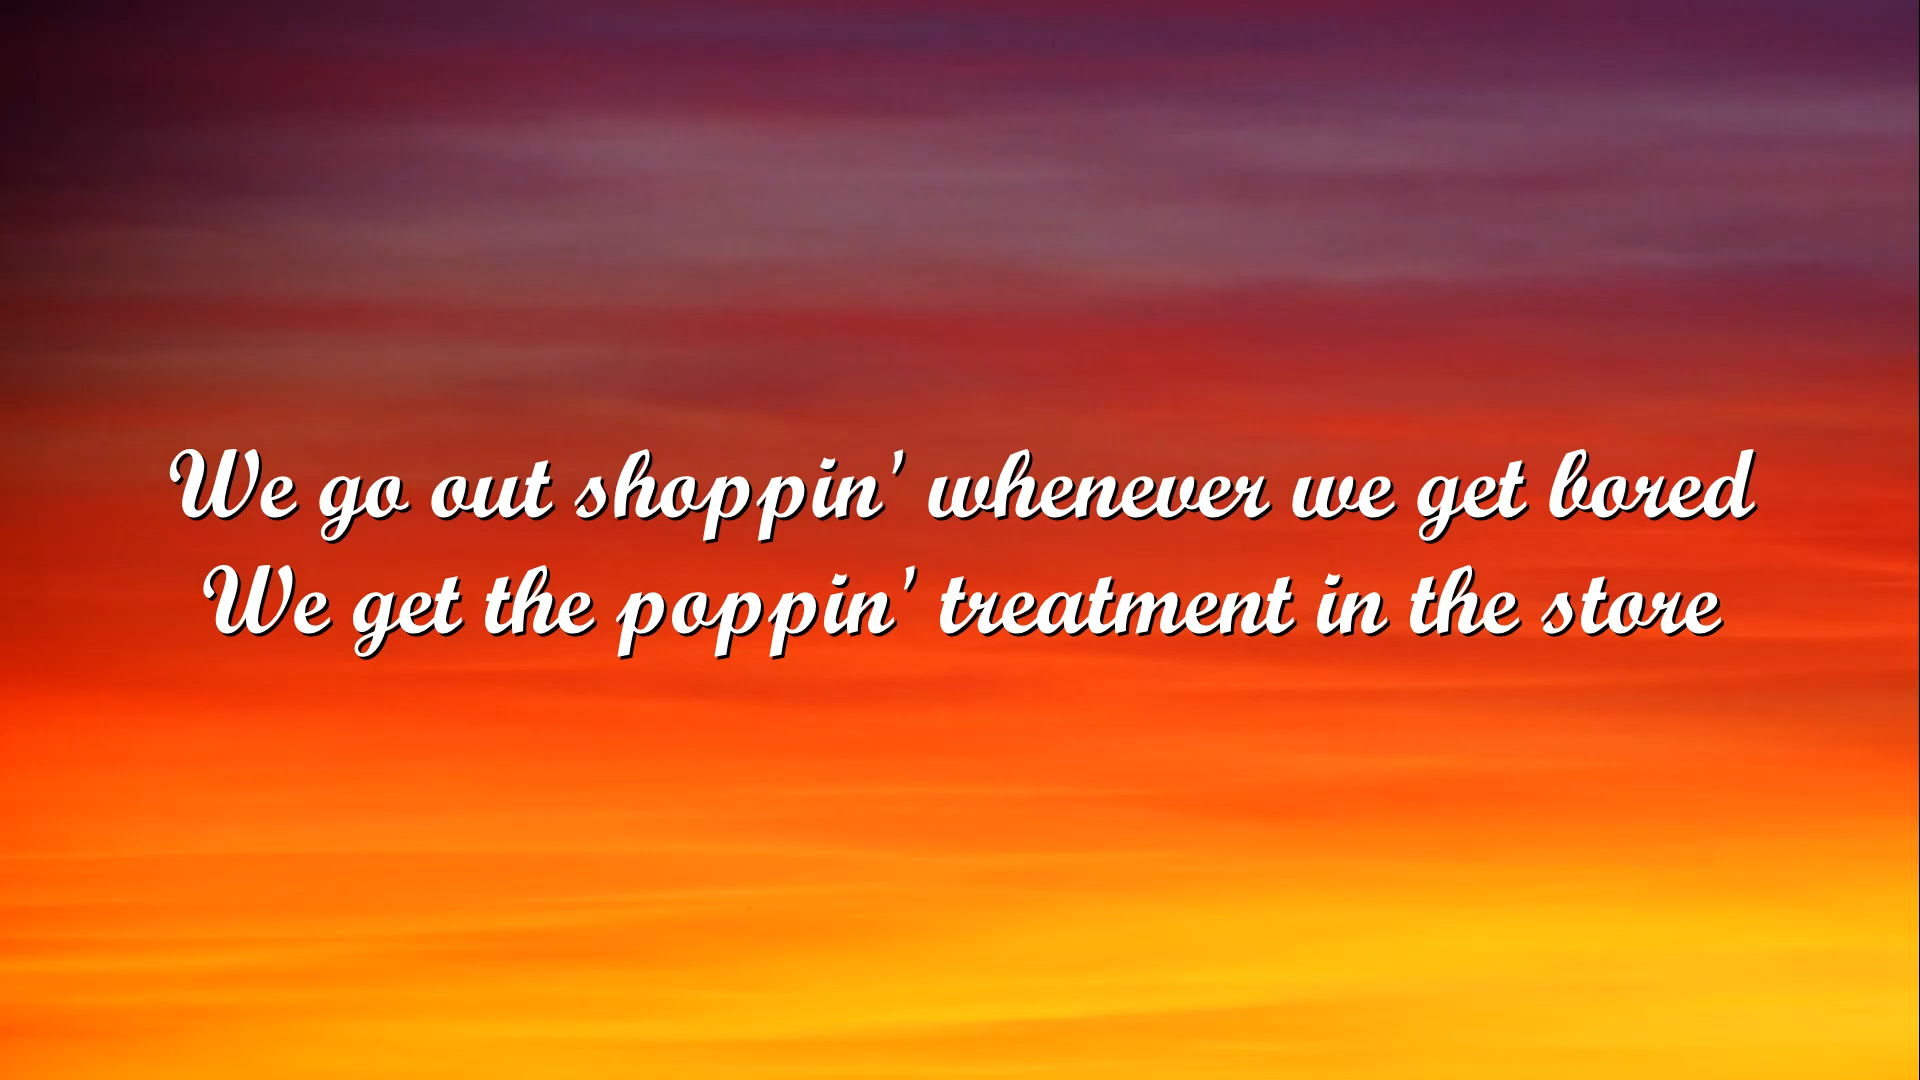 We go out shoppin' whenever we get bored
We get the poppin' treatment in the store